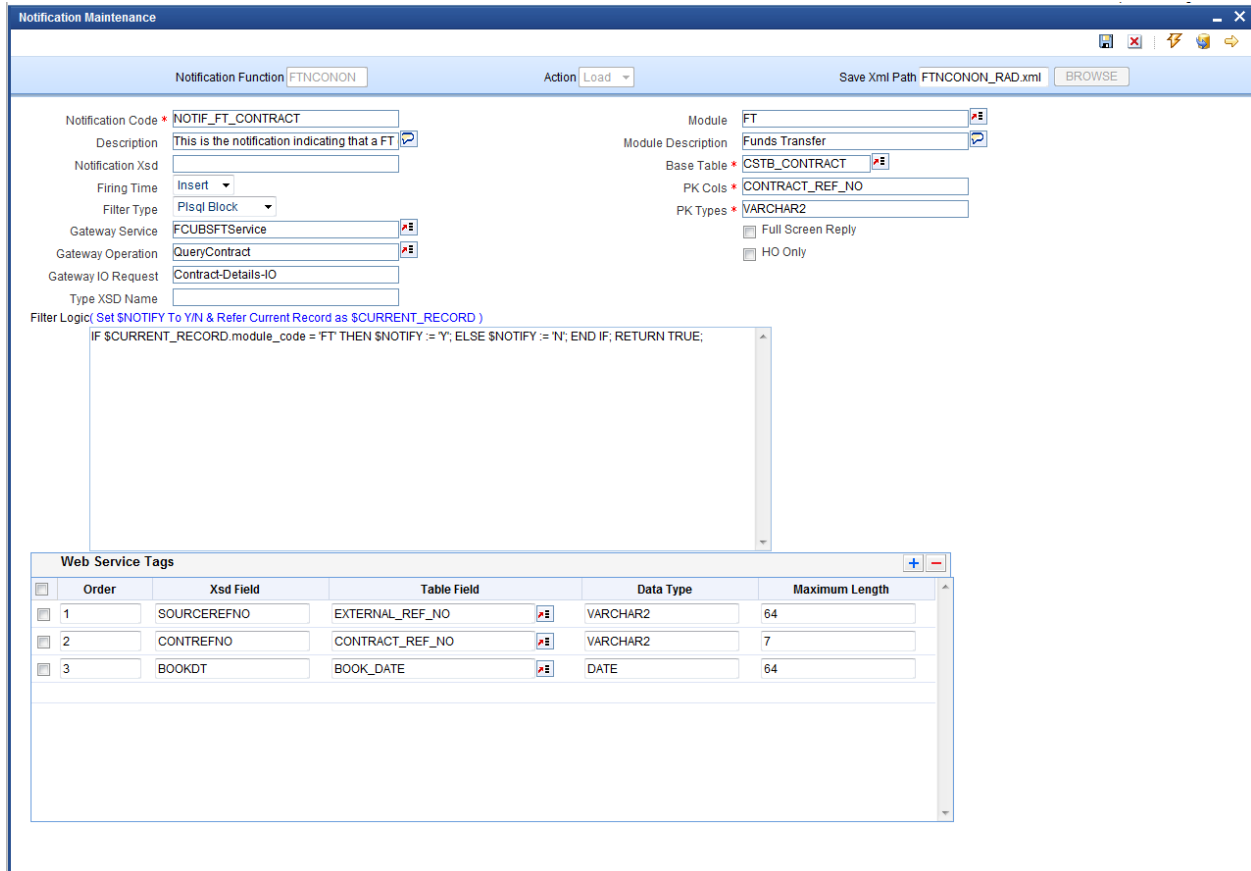 Notification Maintenance
Notification Function FTNCONON Action Load Save Xml Path FTNCONON_RAD.xml BROWSE
Notification Code * NOTIF_FT_CONTRACT Module FT
Description This is the notification indicating that a FT Module Description Funds Transfer
Notification Xsd Base Table * CSTB_CONTRACT
Firing Time Insert PK Cols * CONTRACT_REF_NO
Filter Type Plsql Block PK Types * VARCHAR2
Gateway Service FCUBSFTService Full Screen Reply
Gateway Operation QueryContract HO Only
Gateway IO Request Contract-Details-IO
Type XSD Name
Filter Logic( Set $NOTIFY To Y/N & Refer Current Record as $CURRENT_RECORD )
IF $CURRENT_RECORD.module_code = 'FT' THEN $NOTIFY := 'Y'; ELSE $NOTIFY := 'N'; END IF; RETURN TRUE;
Web Service Tags
Order Xsd Field Table Field Data Type Maximum Length
1 SOURCEREFNO EXTERNAL_REF_NO VARCHAR2 64
2 CONTREFNO CONTRACT_REF_NO VARCHAR2 7
3 BOOKDT BOOK_DATE DATE 64